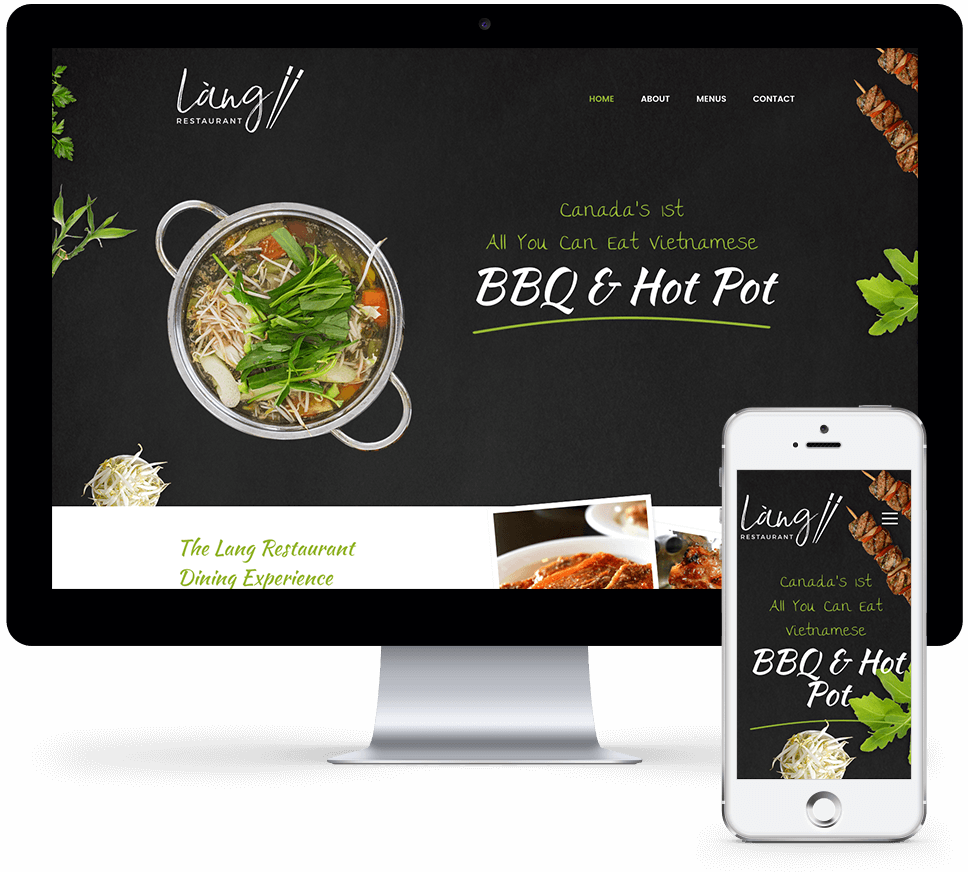 Làng
RESTAURANT
HOME ABOUT MENUS CONTACT
Canada's 1st
All You Can Eat Vietnamese
BBQ & Hot Pot
The Lang Restaurant
Dining Experience
Làng
RESTAURANT
Canada's 1st
All You Can Eat
Vietnamese
BBQ & Hot
Pot